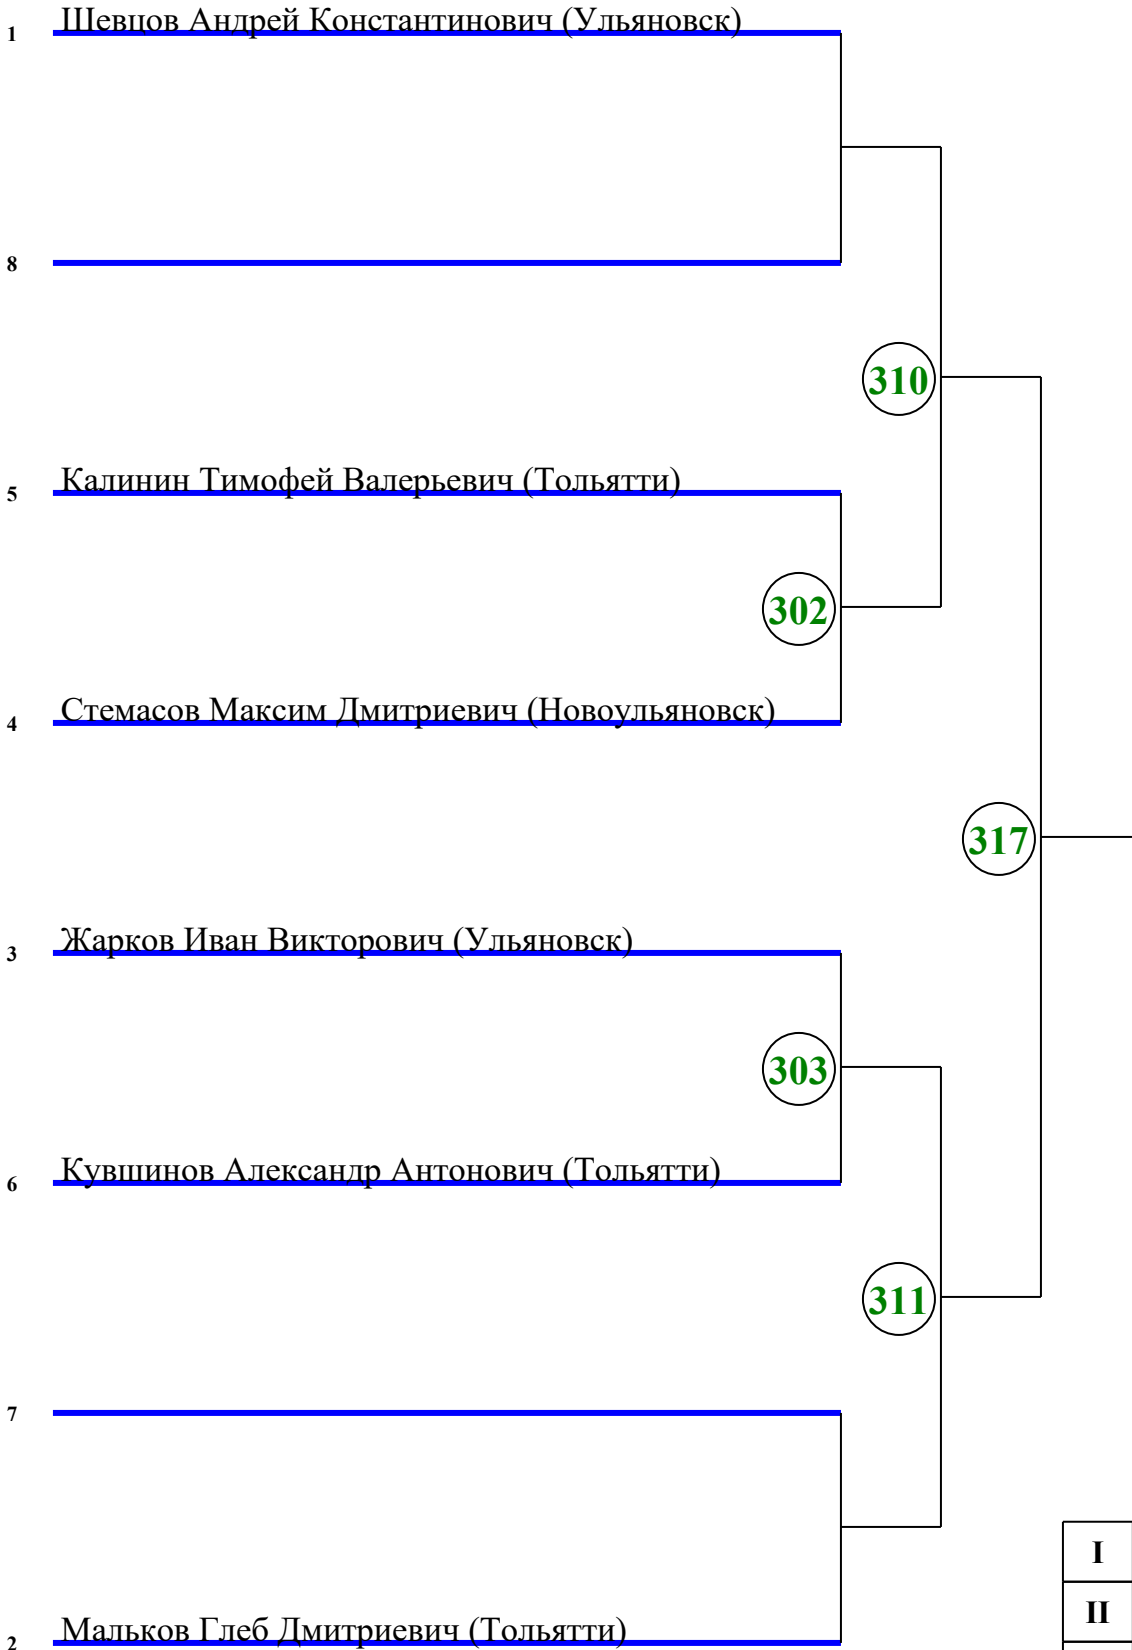 1 Шевцов Андрей Константинович (Ульяновск)
8
310
5 Калинин Тимофей Валерьевич (Тольятти)
302
4 Стемасов Максим Дмитриевич (Новоульяновск)
317
3 Жарков Иван Викторович (Ульяновск)
303
6 Кувшинов Александр Антонович (Тольятти)
311
7
I
II
2 Мальков Глеб Дмитриевич (Тольятти)